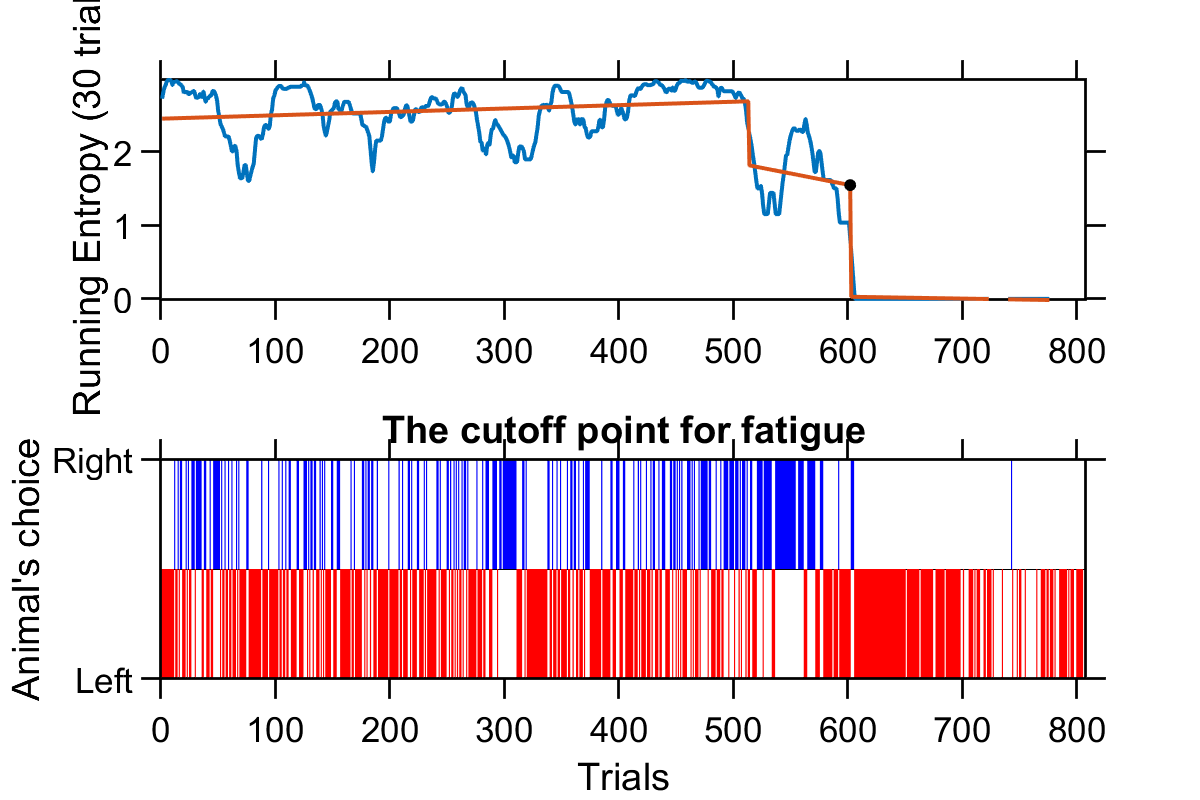 Running Entropy (30 trial
2
1
0
0 100 200 300 400 500 600 700 800
The cutoff point for fatigue
Animal's choice
Right
Left
0 100 200 300 400 500 600 700 800
Trials